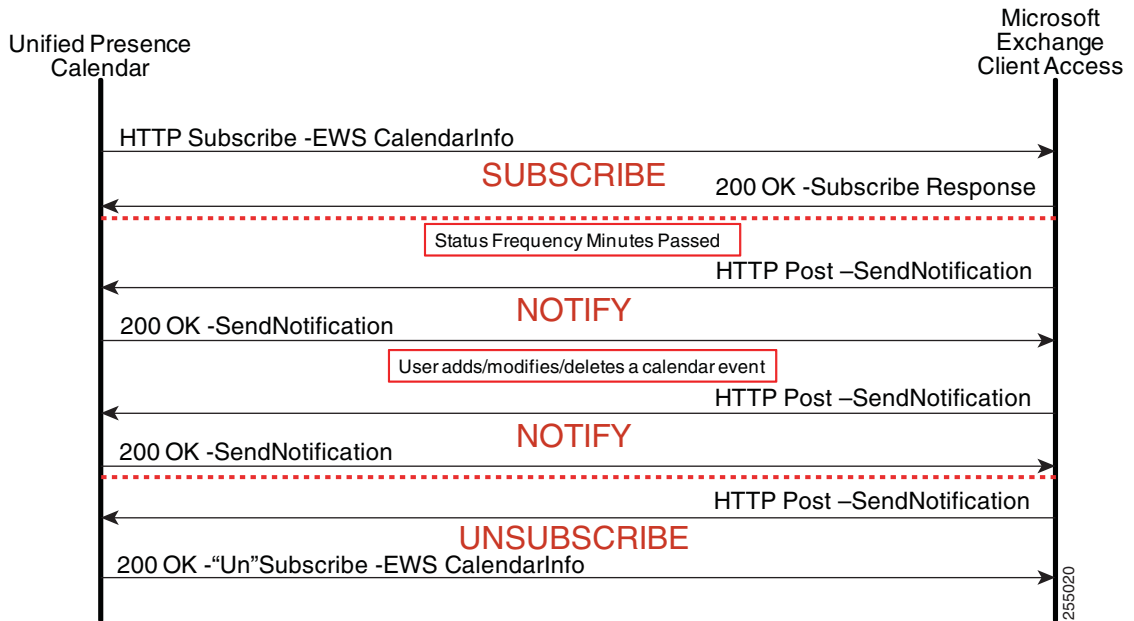 Unified Presence
Calendar
Microsoft
Exchange
Client Access
HTTP Subscribe -EWS CalendarInfo
SUBSCRIBE
200 OK -Subscribe Response
Status Frequency Minutes Passed
HTTP Post –SendNotification
NOTIFY
200 OK -SendNotification
User adds/modifies/deletes a calendar event
HTTP Post –SendNotification
NOTIFY
200 OK -SendNotification
HTTP Post –SendNotification
UNSUBSCRIBE
200 OK -“Un”Subscribe -EWS CalendarInfo
255020